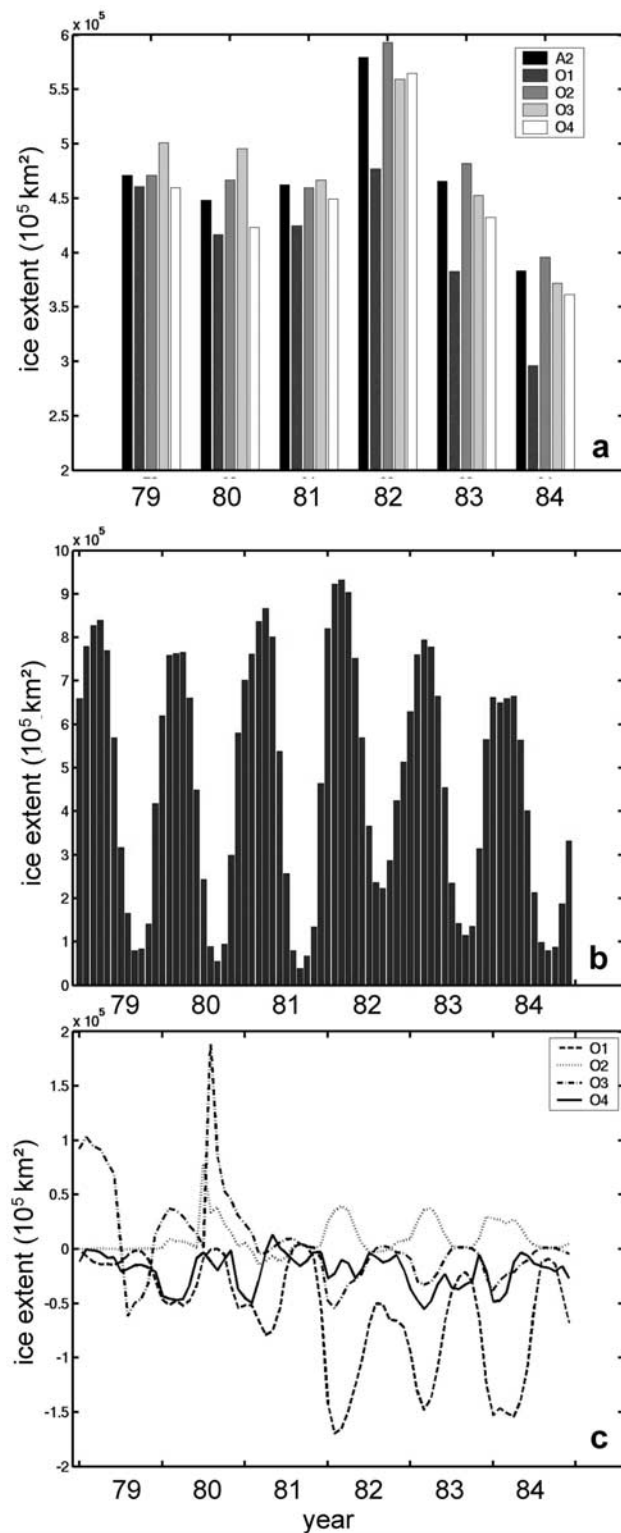 x 10⁵
6
5.5
5
4.5
4
3.5
3
2.5
2
ice extent (10⁵ km²)
A2
O1
O2
O3
O4
a
79 80 81 82 83 84
x 10⁵
10
9
8
7
6
5
4
3
2
1
0
ice extent (10⁵ km²)
b
79 80 81 82 83 84
x 10⁵
2
1.5
1
0.5
0
-0.5
-1
-1.5
-2
ice extent (10⁵ km²)
O1
O2
O3
O4
c
79 80 81 82 83 84
year